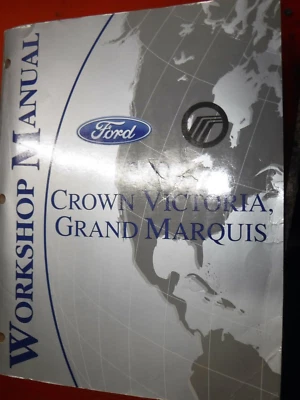 WORKSHOP MANUAL
Ford
CROWN VICTORIA,
GRAND MARQUIS